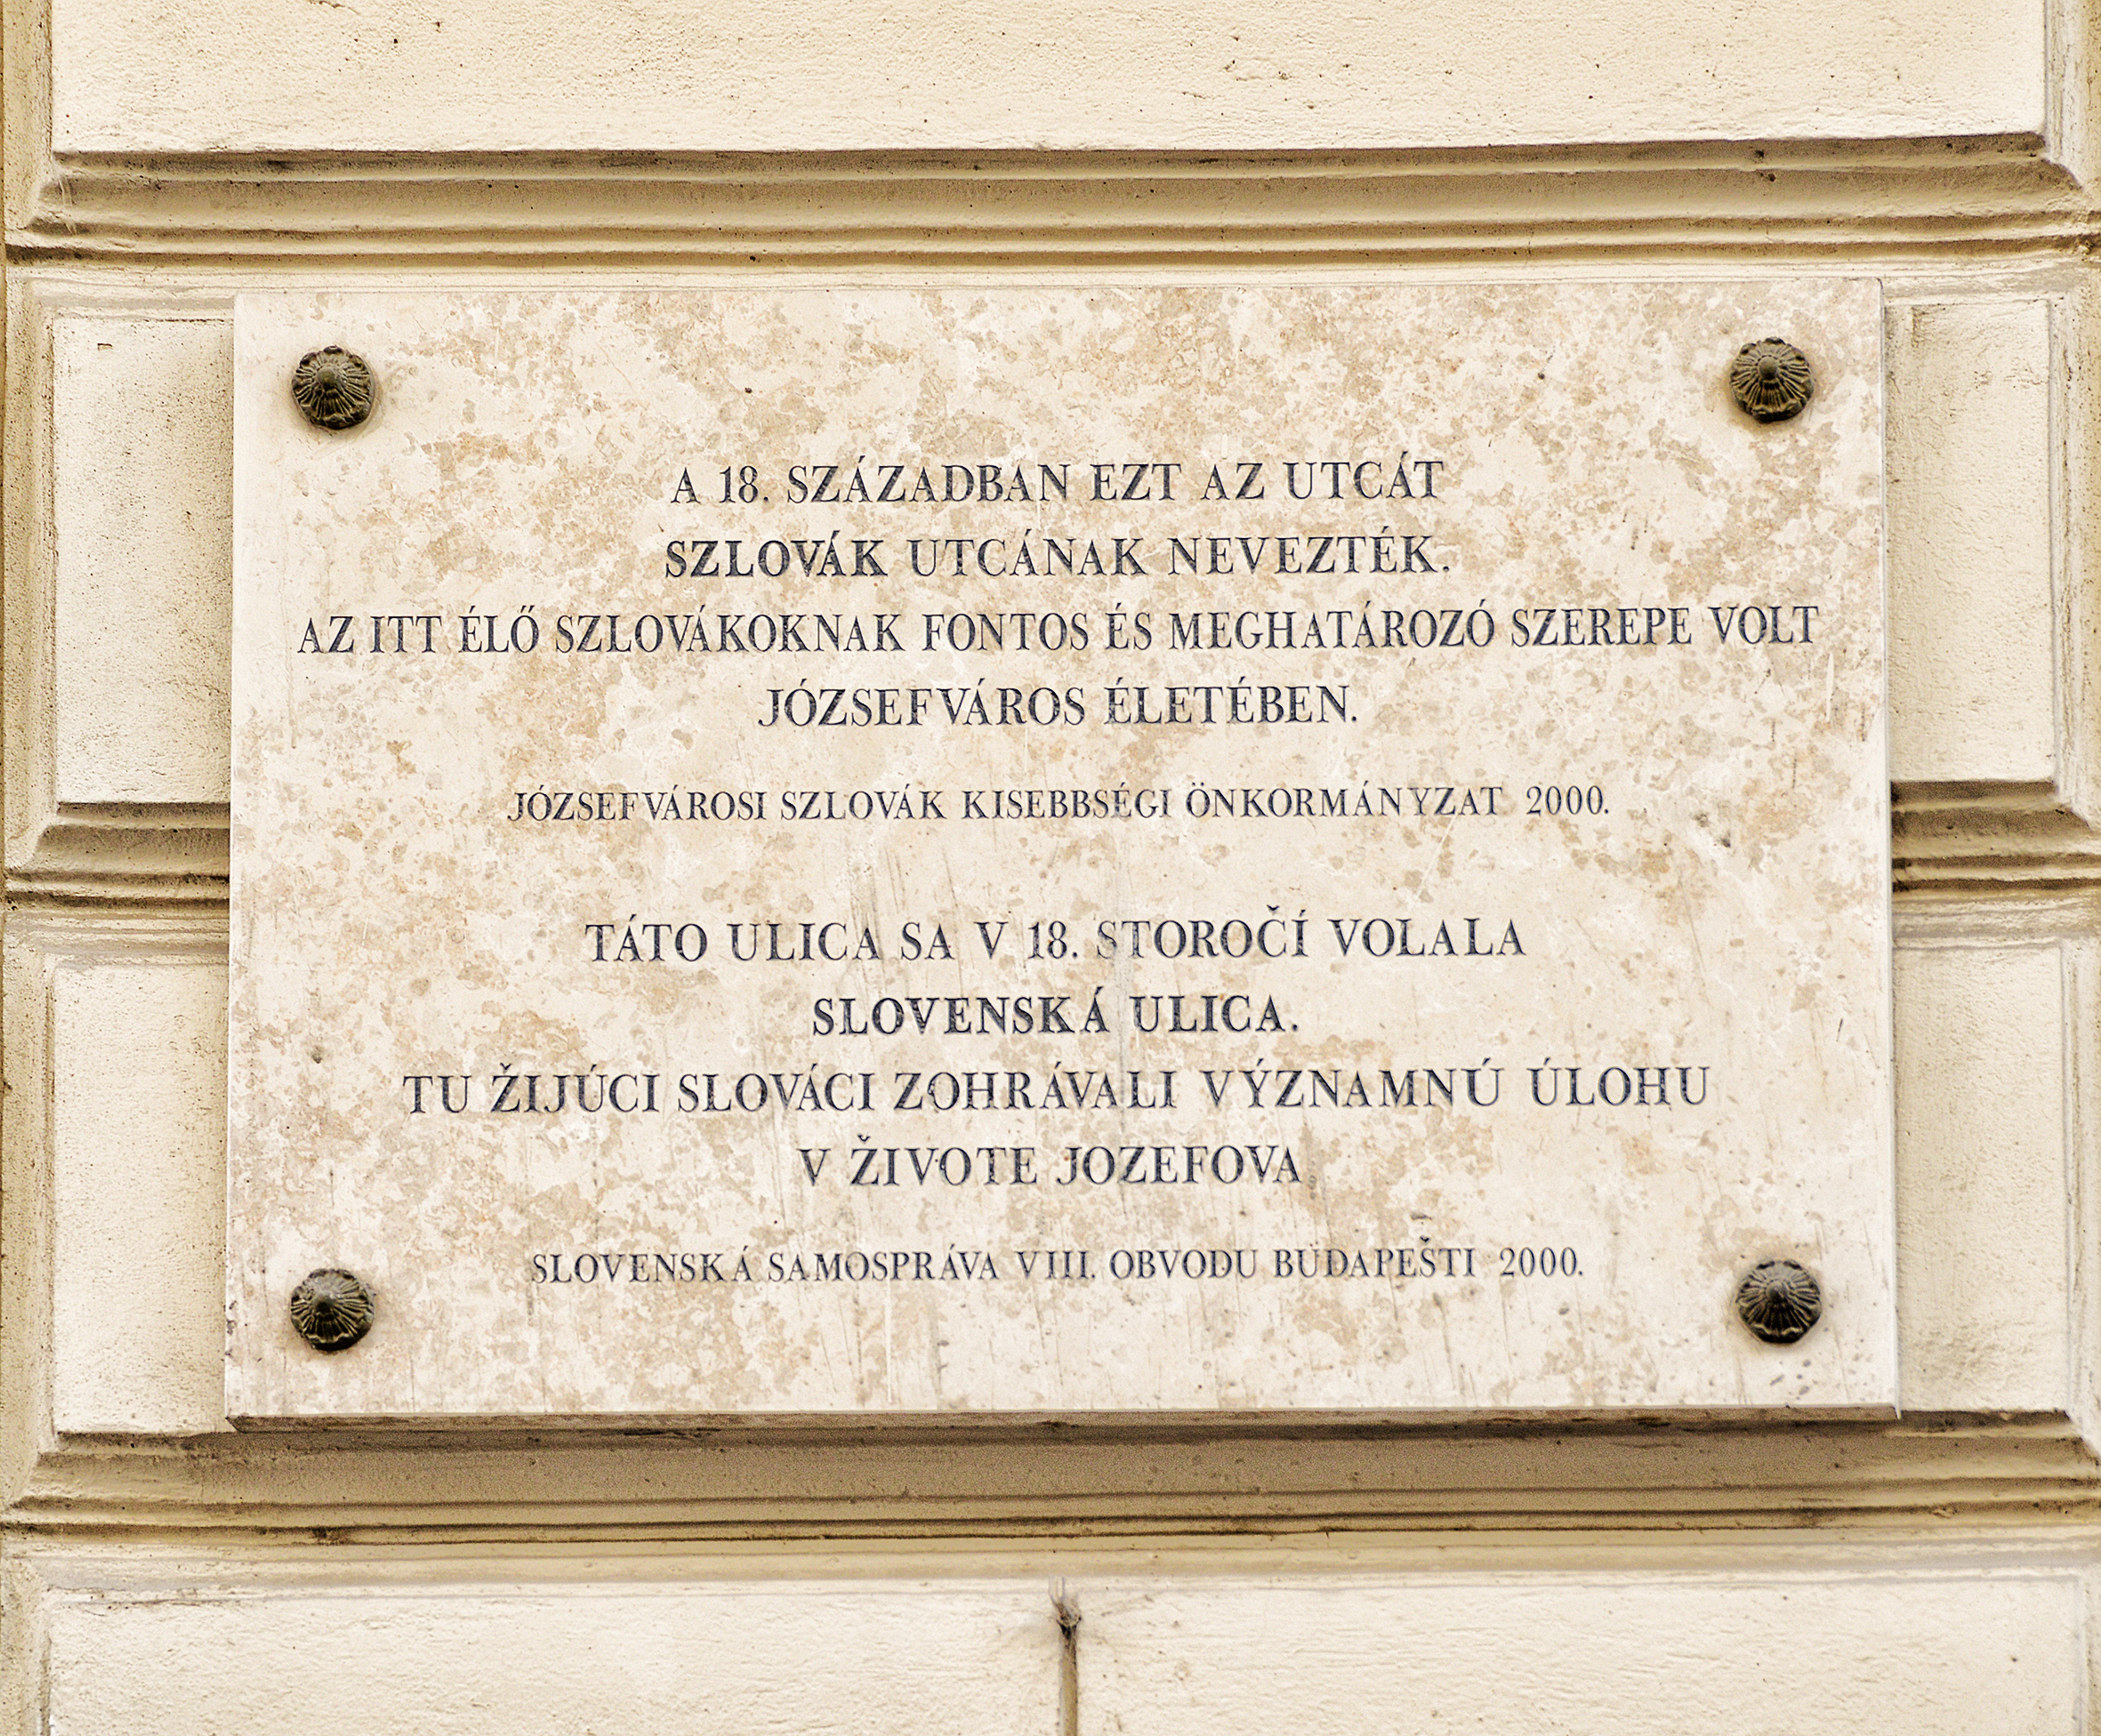 A 18. SZÁZADBAN EZT AZ UTCÁT
SZLOVÁK UTCÁNAK NEVEZTÉK.
AZ ITT ÉLŐ SZLOVÁKOKNAK FONTOS ÉS MEGHATÁROZÓ SZEREPE VOLT
JÓZSEFVÁROS ÉLETÉBEN.
JÓZSEFVÁROSI SZLOVÁK KISEBBSÉGI ÖNKORMÁNYZAT 2000.
TÁTO ULICA SA V 18. STOROČÍ VOLALA
SLOVENSKÁ ULICA.
TU ŽIJÚCI SLOVÁCI ZOHRÁVALI VÝZNAMNÚ ÚLOHU
V ŽIVOTE JOZEFOVA.
SLOVENSKÁ SAMOSPRÁVA VIII. OBVODU BUDAPEŠTI 2000.